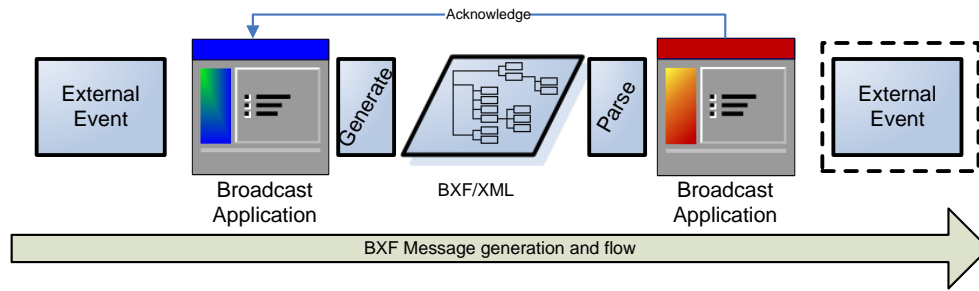 Acknowledge
External
Event
Generate
Parse
External
Event
Broadcast
Application
BXF/XML
Broadcast
Application
BXF Message generation and flow